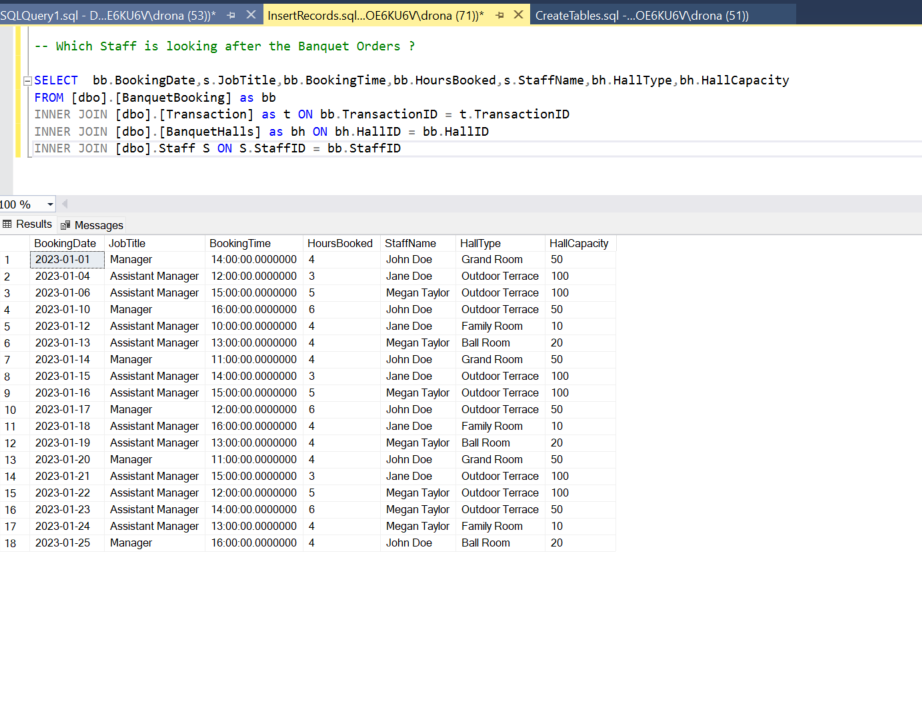 SQLQuery1.sql - D...E6KU6V\drona (53))* InsertRecords.sql...OE6KU6V\drona (71))* CreateTables.sql -...OE6KU6V\drona (51))
-- Which Staff is looking after the Banquet Orders ?
SELECT bb.BookingDate,s.JobTitle,bb.BookingTime,bb.HoursBooked,s.StaffName,bh.HallType,bh.HallCapacity
FROM [dbo].[BanquetBooking] as bb
INNER JOIN [dbo].[Transaction] as t ON bb.TransactionID = t.TransactionID
INNER JOIN [dbo].[BanquetHalls] as bh ON bh.HallID = bb.HallID
INNER JOIN [dbo].Staff S ON S.StaffID = bb.StaffID
100 %
Results Messages
BookingDate JobTitle BookingTime HoursBooked StaffName HallType HallCapacity
1 2023-01-01 Manager 14:00:00.0000000 4 John Doe Grand Room 50
2 2023-01-04 Assistant Manager 12:00:00.0000000 3 Jane Doe Outdoor Terrace 100
3 2023-01-06 Assistant Manager 15:00:00.0000000 5 Megan Taylor Outdoor Terrace 100
4 2023-01-10 Manager 16:00:00.0000000 6 John Doe Outdoor Terrace 50
5 2023-01-12 Assistant Manager 10:00:00.0000000 4 Jane Doe Family Room 10
6 2023-01-13 Assistant Manager 13:00:00.0000000 4 Megan Taylor Ball Room 20
7 2023-01-14 Manager 11:00:00.0000000 4 John Doe Grand Room 50
8 2023-01-15 Assistant Manager 14:00:00.0000000 3 Jane Doe Outdoor Terrace 100
9 2023-01-16 Assistant Manager 15:00:00.0000000 5 Megan Taylor Outdoor Terrace 100
10 2023-01-17 Manager 12:00:00.0000000 6 John Doe Outdoor Terrace 50
11 2023-01-18 Assistant Manager 16:00:00.0000000 4 Jane Doe Family Room 10
12 2023-01-19 Assistant Manager 13:00:00.0000000 4 Megan Taylor Ball Room 20
13 2023-01-20 Manager 11:00:00.0000000 4 John Doe Grand Room 50
14 2023-01-21 Assistant Manager 15:00:00.0000000 3 Jane Doe Outdoor Terrace 100
15 2023-01-22 Assistant Manager 12:00:00.0000000 5 Megan Taylor Outdoor Terrace 100
16 2023-01-23 Assistant Manager 14:00:00.0000000 6 Megan Taylor Outdoor Terrace 50
17 2023-01-24 Assistant Manager 13:00:00.0000000 4 Megan Taylor Family Room 10
18 2023-01-25 Manager 16:00:00.0000000 4 John Doe Ball Room 20